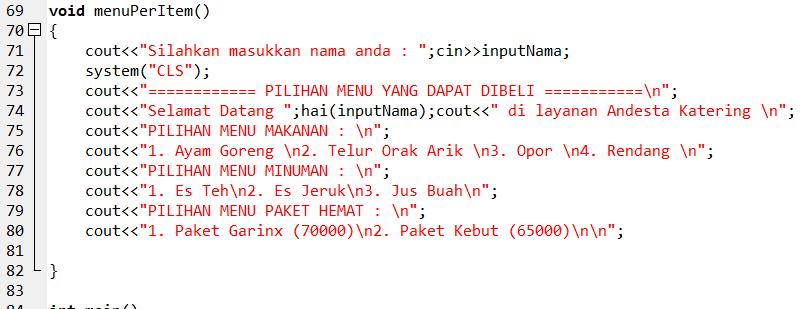 69 void menuPerItem()
70 {
71 cout<<"Silahkan masukkan nama anda : ";cin>>inputNama;
72 system("CLS");
73 cout<<"============ PILIHAN MENU YANG DAPAT DIBELI ===========\n";
74 cout<<"Selamat Datang ";hai(inputNama);cout<<" di layanan Andesta Katering \n";
75 cout<<"PILIHAN MENU MAKANAN : \n";
76 cout<<"1. Ayam Goreng \n2. Telur Orak Arik \n3. Opor \n4. Rendang \n";
77 cout<<"PILIHAN MENU MINUMAN : \n";
78 cout<<"1. Es Teh\n2. Es Jeruk\n3. Jus Buah\n";
79 cout<<"PILIHAN MENU PAKET HEMAT : \n";
80 cout<<"1. Paket Garinx (70000)\n2. Paket Kebut (65000)\n\n";
81
82 }
83
84 int main()